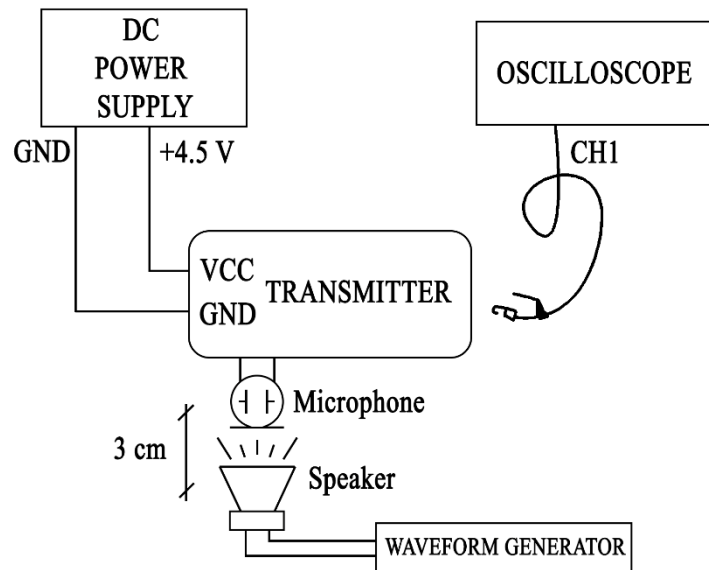 DC
POWER
SUPPLY
OSCILLOSCOPE
GND
+4.5 V
CH1
VCC
TRANSMITTER
GND
Microphone
3 cm
Speaker
WAVEFORM GENERATOR